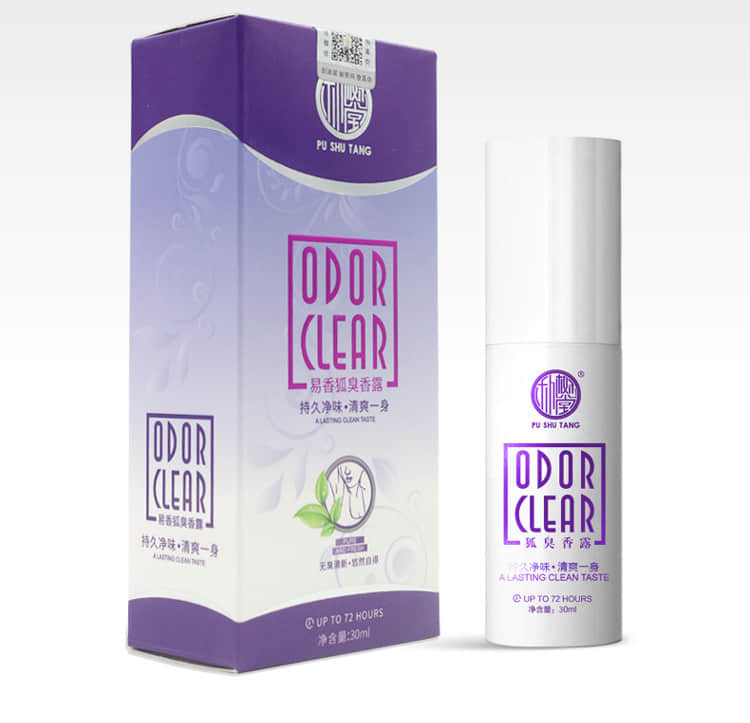 PU SHU TANG
ODOR
CLEAR
易香狐臭香露
持久净味·清爽一身
A LASTING CLEAN TASTE
PURE
AND FRESH
无臭清新·悠然自得
UP TO 72 HOURS
净含量:30ml
ODOR
CLEAR
易香狐臭香露
持久净味·清爽一身
A LASTING CLEAN TASTE
®
PU SHU TANG
ODOR
CLEAR
狐臭香露
持久净味·清爽一身
A LASTING CLEAN TASTE
UP TO 72 HOURS
净含量: 30ml